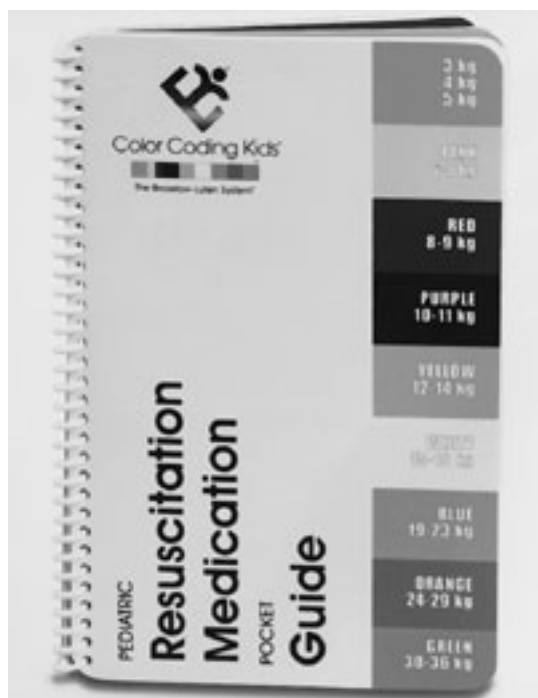 Color Coding Kids
The Broselow-Luten System
PEDIATRIC
Resuscitation
Medication
POCKET
Guide
3 kg
4 kg
5 kg
PINK
RED
8-9 kg
PURPLE
10-11 kg
YELLOW
12-14 kg
WHITE
BLUE
19-23 kg
ORANGE
24-29 kg
GREEN
30-36 kg